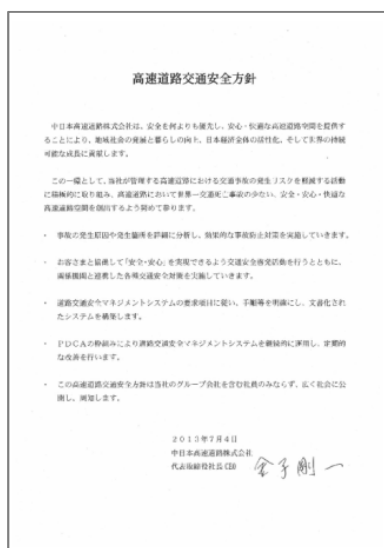 高速道路交通安全方針
中日本高速道路株式会社は、安全を何よりも優先し、安心・快適な高速道路空間を提供す
ることにより、地域社会の発展と暮らしの向上、日本経済全体の活性化、そして世界の持続
可能な成長に貢献します。
この一環として、当社が管理する高速道路における交通事故の発生リスクを軽減する活動
に積極的に取り組み、高速道路において世界一交通死亡事故の少ない、安全・安心・快適な
高速道路空間を創出するよう努めて参ります。
・ 事故の発生原因や発生箇所を詳細に分析し、効果的な事故防止対策を実施していきます。
・ お客さまと協働して「安全・安心」を実現できるよう交通安全啓発活動を行うとともに、
関係機関と連携した各種交通安全対策を実施していきます。
・ 道路交通安全マネジメントシステムの要求項目に従い、手順等を明確にし、文書化され
たシステムを構築します。
・ PDCAの枠組みにより道路交通安全マネジメントシステムを継続的に運用し、定期的
な改善を行います。
・ この高速道路交通安全方針は当社のグループ会社を含む社員のみならず、広く社会に公
開し、周知します。
2013年7月4日
中日本高速道路株式会社
代表取締役社長CEO 金子剛一